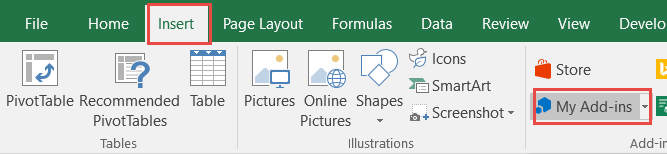 File Home Insert Page Layout Formulas Data Review View Develo
PivotTable Recommended PivotTables Table
Tables
Pictures Online Pictures Shapes Icons SmartArt Screenshot
Illustrations
Store
My Add-ins
Add-in